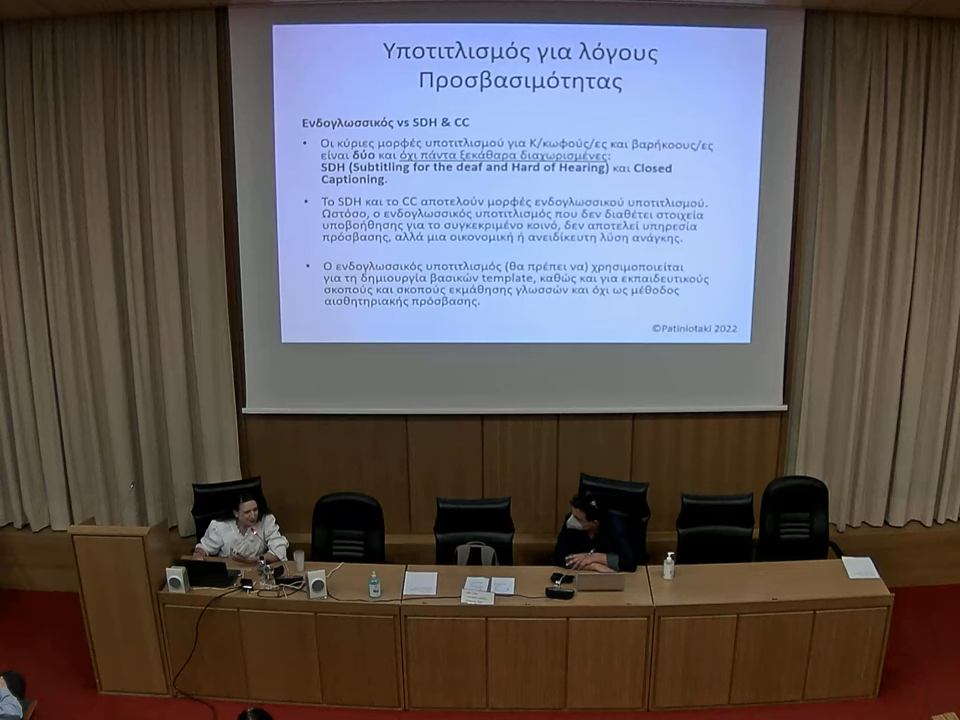 Υποτιτλισμός για λόγους
Προσβασιμότητας
Ενδογλωσσικός vs SDH & CC
• Οι κύριες μορφές υποτιτλισμού για Κ/κωφούς/ές και βαρήκοους/ες
είναι δύο και όχι πάντα ξεκάθαρα διαχωρισμένες:
SDH (Subtitling for the deaf and Hard of Hearing) και Closed
Captioning.
• Το SDH και το CC αποτελούν μορφές ενδογλωσσικού υποτιτλισμού.
Ωστόσο, ο ενδογλωσσικός υποτιτλισμός που δεν διαθέτει στοιχεία
υποβοήθησης για το συγκεκριμένο κοινό, δεν αποτελεί υπηρεσία
πρόσβασης, αλλά μια οικονομική ή ανειδίκευτη λύση ανάγκης.
• Ο ενδογλωσσικός υποτιτλισμός (θα πρέπει να) χρησιμοποιείται
για τη δημιουργία βασικών template, καθώς και για εκπαιδευτικούς
σκοπούς και σκοπούς εκμάθησης γλωσσών και όχι ως μέθοδος
αισθητηριακής πρόσβασης.
©Patiniotaki 2022